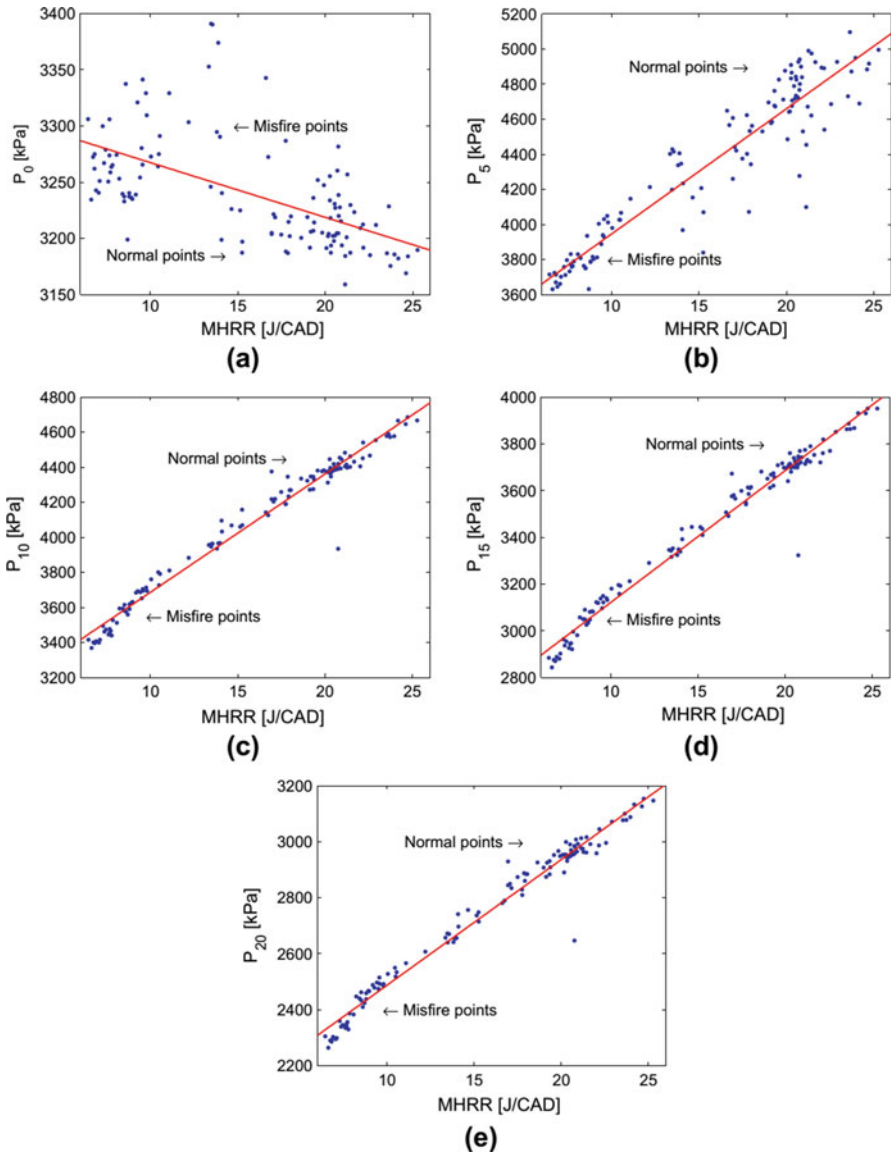 3400
3350
3300
3250
3200
3150
P0 [kPa]
← Misfire points
Normal points →
10 15 20 25
MHRR [J/CAD]
(a)
5200
5000
4800
4600
4400
4200
4000
3800
3600
P5 [kPa]
Normal points →
← Misfire points
10 15 20 25
MHRR [J/CAD]
(b)
4800
4600
4400
4200
4000
3800
3600
3400
3200
P10 [kPa]
Normal points →
← Misfire points
10 15 20 25
MHRR [J/CAD]
(c)
4000
3800
3600
3400
3200
3000
2800
P15 [kPa]
Normal points →
← Misfire points
10 15 20 25
MHRR [J/CAD]
(d)
3200
3000
2800
2600
2400
2200
P20 [kPa]
Normal points →
← Misfire points
10 15 20 25
MHRR [J/CAD]
(e)